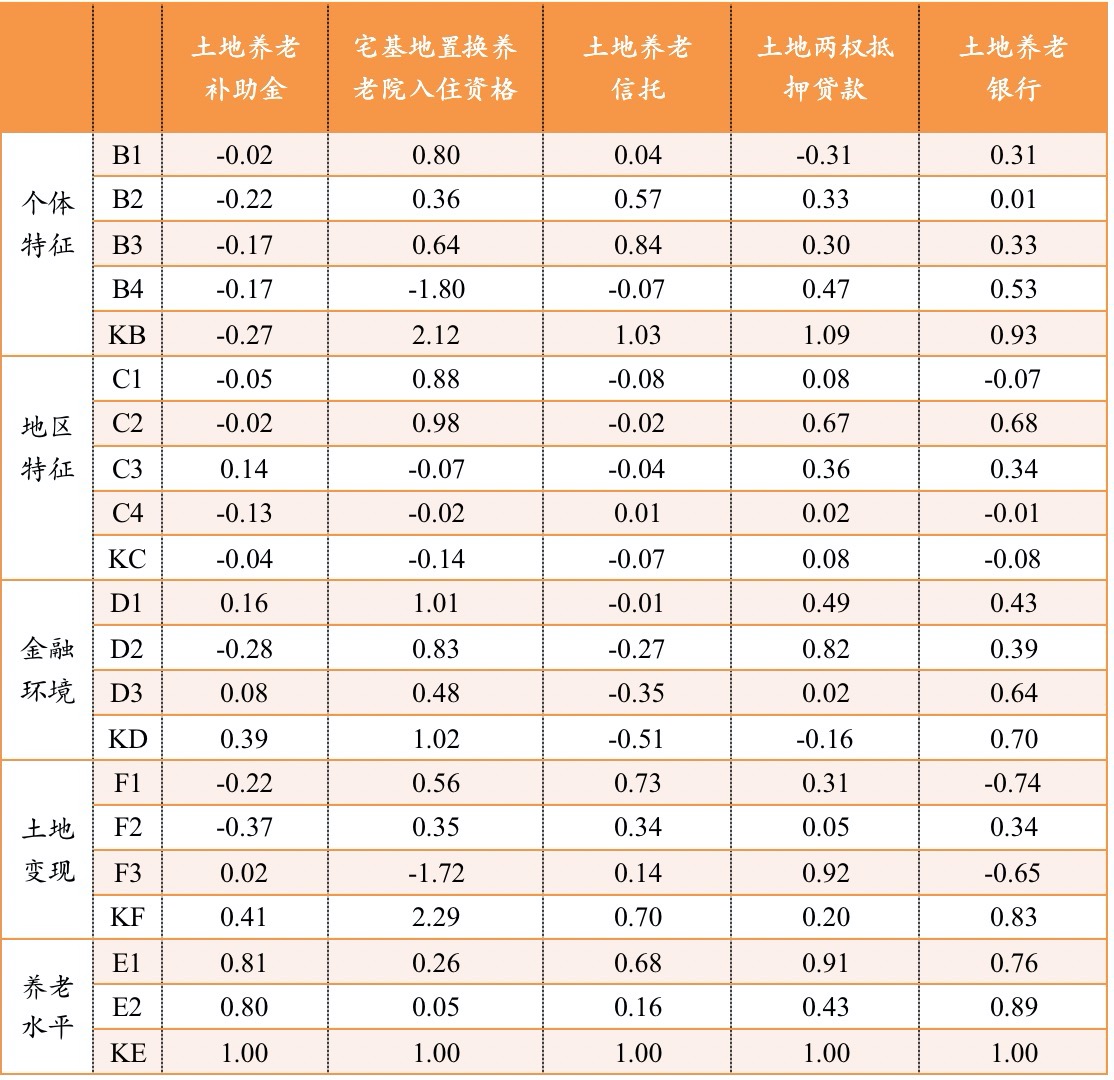 土地养老 宅基地置换养 土地养老 土地两权抵 土地养老
补助金 老院入住资格 信托 押贷款 银行
个体
特征
B1 -0.02 0.80 0.04 -0.31 0.31
B2 -0.22 0.36 0.57 0.33 0.01
B3 -0.17 0.64 0.84 0.30 0.33
B4 -0.17 -1.80 -0.07 0.47 0.53
KB -0.27 2.12 1.03 1.09 0.93
地区
特征
C1 -0.05 0.88 -0.08 0.08 -0.07
C2 -0.02 0.98 -0.02 0.67 0.68
C3 0.14 -0.07 -0.04 0.36 0.34
C4 -0.13 -0.02 0.01 0.02 -0.01
KC -0.04 -0.14 -0.07 0.08 -0.08
金融
环境
D1 0.16 1.01 -0.01 0.49 0.43
D2 -0.28 0.83 -0.27 0.82 0.39
D3 0.08 0.48 -0.35 0.02 0.64
KD 0.39 1.02 -0.51 -0.16 0.70
土地
变现
F1 -0.22 0.56 0.73 0.31 -0.74
F2 -0.37 0.35 0.34 0.05 0.34
F3 0.02 -1.72 0.14 0.92 -0.65
KF 0.41 2.29 0.70 0.20 0.83
养老
水平
E1 0.81 0.26 0.68 0.91 0.76
E2 0.80 0.05 0.16 0.43 0.89
KE 1.00 1.00 1.00 1.00 1.00